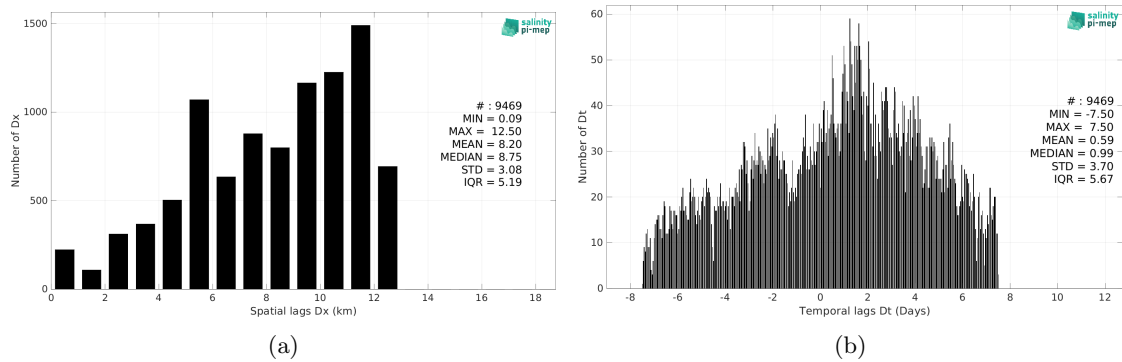 1500
1000
500
0
Number of Dx
0 2 4 6 8 10 12 14 16 18
Spatial lags Dx (km)
salinity
pi-mep
# : 9469
MIN = 0.09
MAX = 12.50
MEAN = 8.20
MEDIAN = 8.75
STD = 3.08
IQR = 5.19
(a)
60
50
40
30
20
10
0
Number of Dt
-8 -6 -4 -2 0 2 4 6 8 10 12
Temporal lags Dt (Days)
salinity
pi-mep
# : 9469
MIN = -7.50
MAX = 7.50
MEAN = 0.59
MEDIAN = 0.99
STD = 3.70
IQR = 5.67
(b)